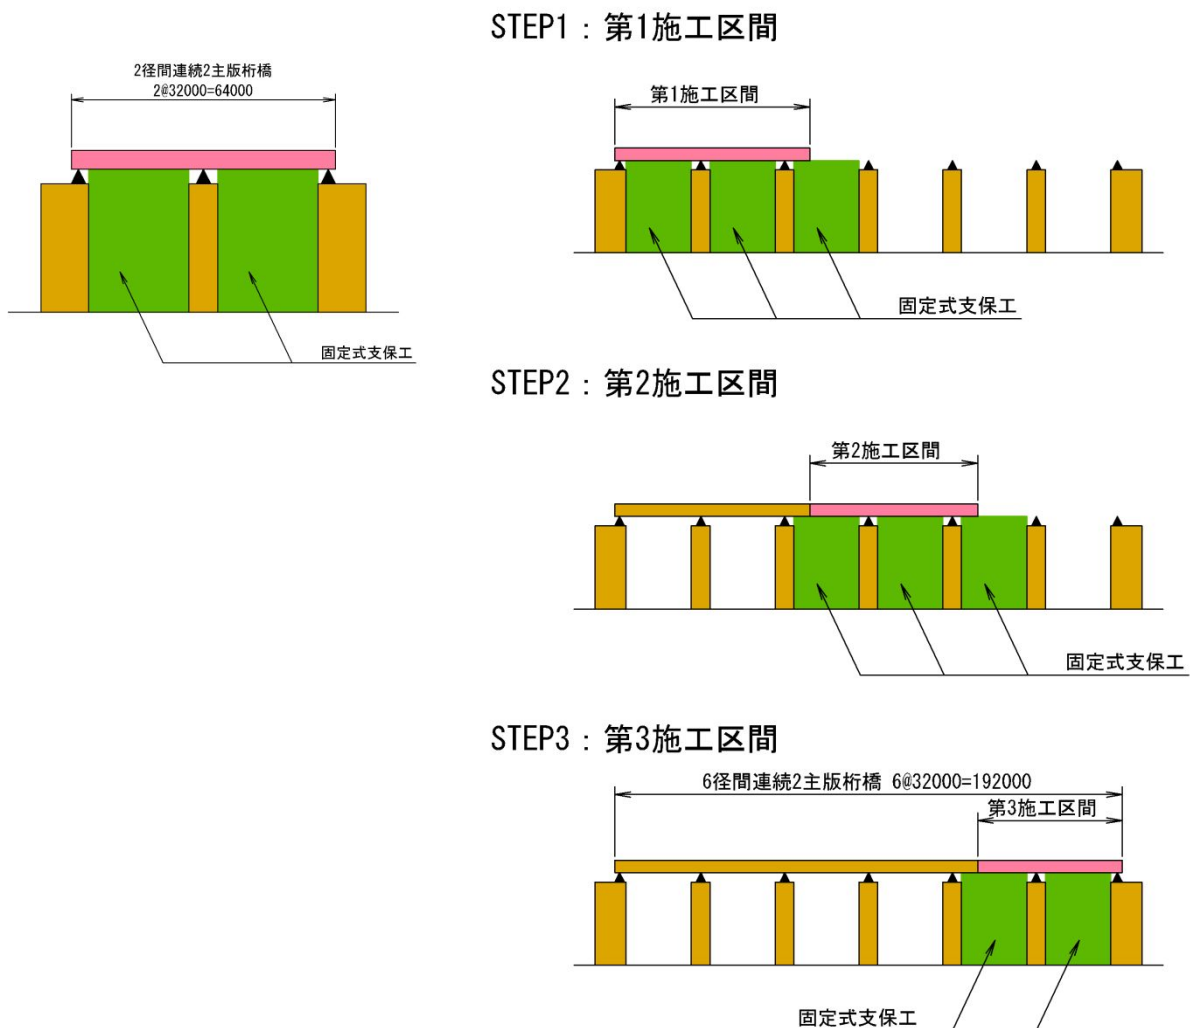 2径間連続2主版桁橋
2@32000=64000
固定式支保工
STEP1：第1施工区間
第1施工区間
固定式支保工
STEP2：第2施工区間
第2施工区間
固定式支保工
STEP3：第3施工区間
6径間連続2主版桁橋 6@32000=192000
第3施工区間
固定式支保工